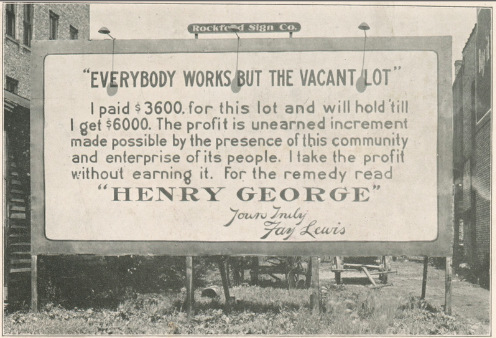 Rockford Sign Co.
"EVERYBODY WORKS BUT THE VACANT LOT"
I paid $3600. for this lot and will hold 'till
I get $6000. The profit is unearned increment
made possible by the presence of this community
and enterprise of its people. I take the profit
without earning it. For the remedy read
"HENRY GEORGE"
Yours Truly
Fay Lewis